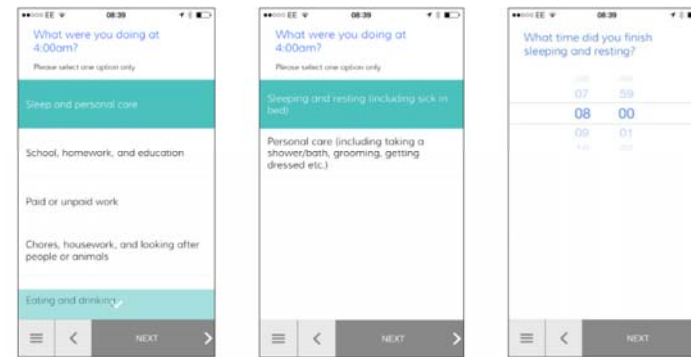 EE 08:39
What were you doing at
4:00am?
Please select one option only
Sleep and personal care
School, homework, and education
Paid or unpaid work
Chores, housework, and looking after
people or animals
Eating and drinking
NEXT
EE 08:39
What were you doing at
4:00am?
Please select one option only
Sleeping and resting (including sick in
bed)
Personal care (including taking a
shower/bath, grooming, getting
dressed etc.)
NEXT
EE 08:39
What time did you finish
sleeping and resting?
07 59
08 00
09 01
NEXT